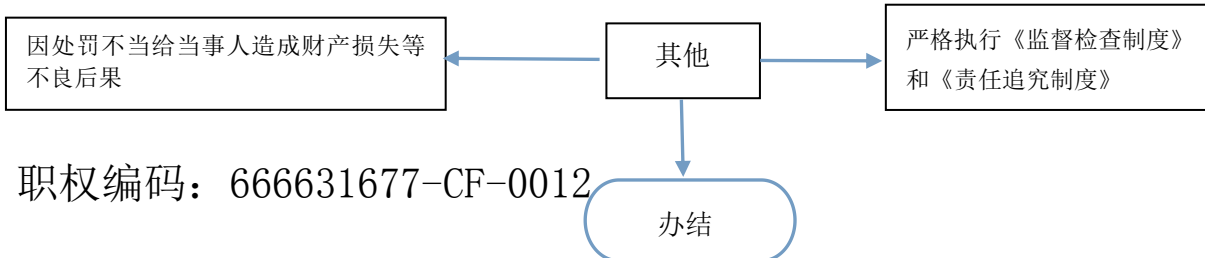 因处罚不当给当事人造成财产损失等
不良后果
其他
严格执行《监督检查制度》
和《责任追究制度》
职权编码：666631677-CF-0012
办结